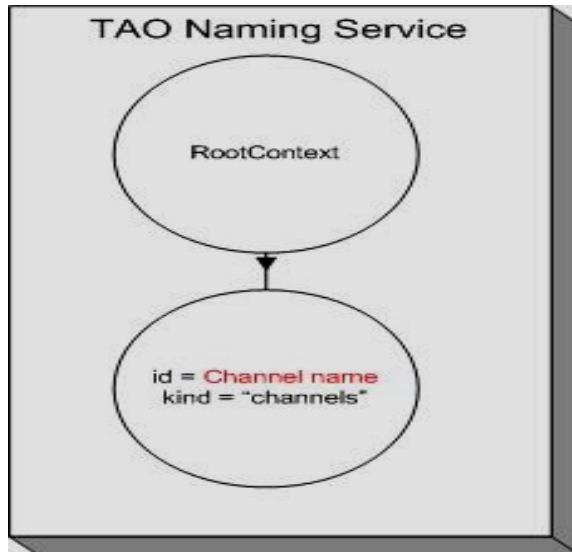 TAO Naming Service
RootContext
id = Channel name
kind = “channels”